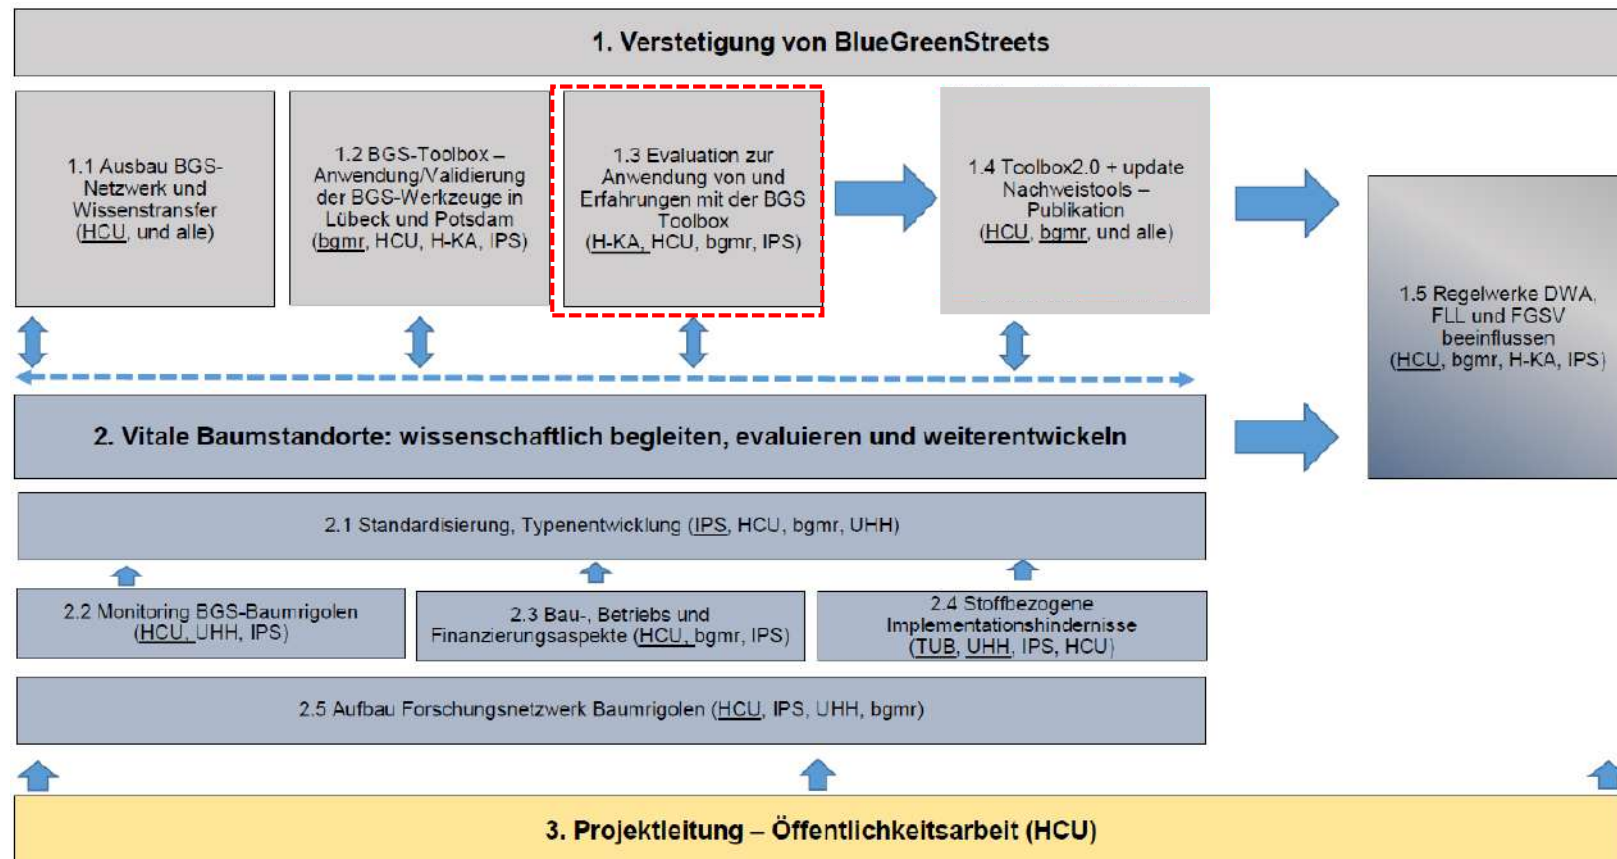 1. Verstetigung von BlueGreenStreets
1.1 Ausbau BGS-
Netzwerk und
Wissenstransfer
(HCU, und alle)
1.2 BGS-Toolbox –
Anwendung/Validierung
der BGS-Werkzeuge in
Lübeck und Potsdam
(bgmr, HCU, H-KA, IPS)
1.3 Evaluation zur
Anwendung von und
Erfahrungen mit der BGS
Toolbox
(H-KA, HCU, bgmr, IPS)
1.4 Toolbox2.0 + update
Nachweistools –
Publikation
(HCU, bgmr, und alle)
1.5 Regelwerke DWA,
FLL und FGSV
beeinflussen
(HCU, bgmr, H-KA, IPS)
2. Vitale Baumstandorte: wissenschaftlich begleiten, evaluieren und weiterentwickeln
2.1 Standardisierung, Typenentwicklung (IPS, HCU, bgmr, UHH)
2.2 Monitoring BGS-Baumrigolen
(HCU, UHH, IPS)
2.3 Bau-, Betriebs und
Finanzierungsaspekte (HCU, bgmr, IPS)
2.4 Stoffbezogene
Implementationshindernisse
(TUB, UHH, IPS, HCU)
2.5 Aufbau Forschungsnetzwerk Baumrigolen (HCU, IPS, UHH, bgmr)
3. Projektleitung – Öffentlichkeitsarbeit (HCU)